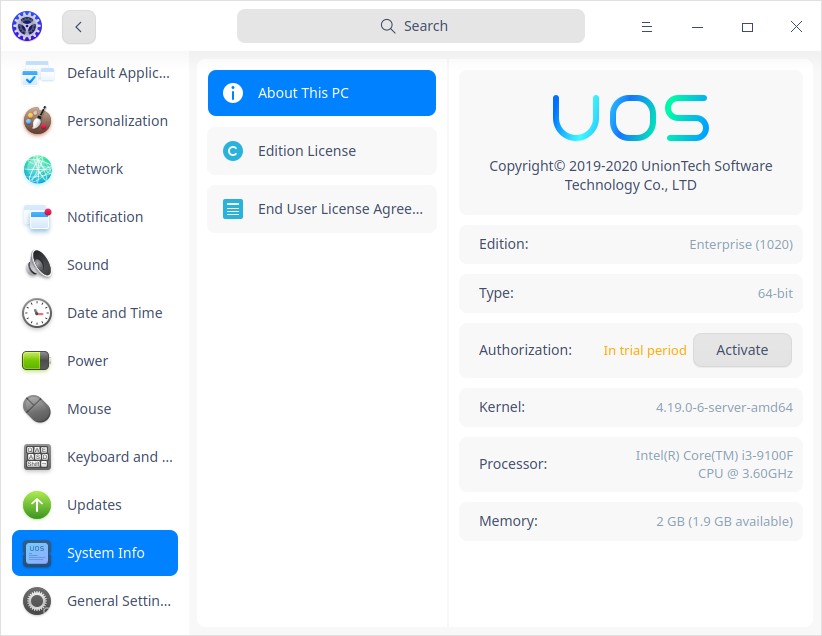 Search
Default Applic...
Personalization
Network
Notification
Sound
Date and Time
Power
Mouse
Keyboard and ...
Updates
System Info
General Settin...
About This PC
Edition License
End User License Agree...
UOS
Copyright© 2019-2020 UnionTech Software
Technology Co., LTD
Edition: Enterprise (1020)
Type: 64-bit
Authorization: In trial period Activate
Kernel: 4.19.0-6-server-amd64
Processor: Intel(R) Core(TM) i3-9100F
CPU @ 3.60GHz
Memory: 2 GB (1.9 GB available)